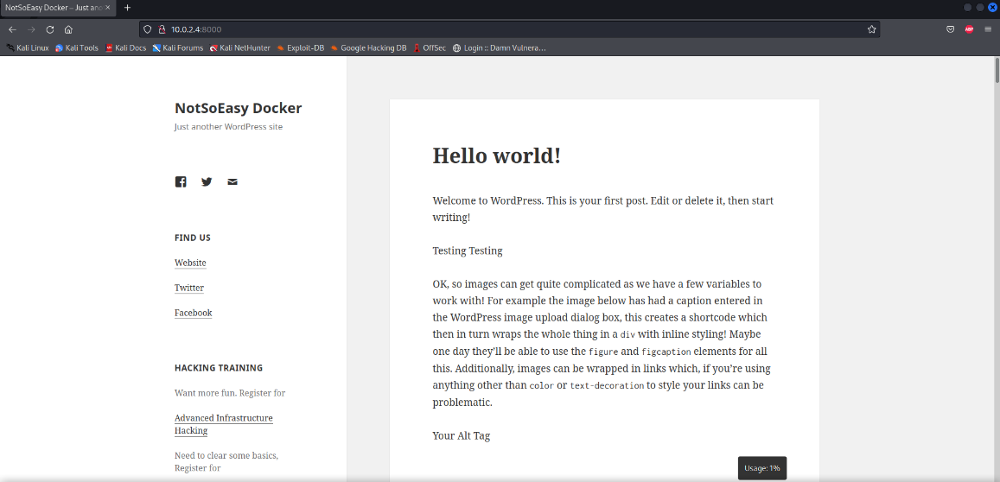 NotSoEasy Docker – Just ano
10.0.2.4:8000
Kali Linux Kali Tools Kali Docs Kali Forums Kali NetHunter Exploit-DB Google Hacking DB OffSec Login :: Damn Vulnera…
ABP
NotSoEasy Docker
Just another WordPress site
FIND US
Website
Twitter
Facebook
HACKING TRAINING
Want more fun. Register for
Advanced Infrastructure
Hacking
Need to clear some basics,
Register for
Hello world!
Welcome to WordPress. This is your first post. Edit or delete it, then start
writing!
Testing Testing
OK, so images can get quite complicated as we have a few variables to
work with! For example the image below has had a caption entered in
the WordPress image upload dialog box, this creates a shortcode which
then in turn wraps the whole thing in a div with inline styling! Maybe
one day they’ll be able to use the figure and figcaption elements for all
this. Additionally, images can be wrapped in links which, if you’re using
anything other than color or text-decoration to style your links can be
problematic.
Your Alt Tag
Usage: 1%